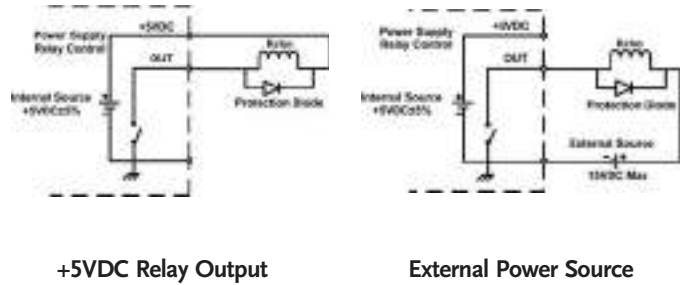 +5VDC
Power Supply
Relay Control
OUT
Relay
Internal Source
+5VDC±5%
Protection Diode
+5VDC Relay Output
Power Supply
Relay Control
+5VDC
OUT
Relay
Internal Source
+5VDC±5%
Protection Diode
External Source
- +
15VDC Max
External Power Source